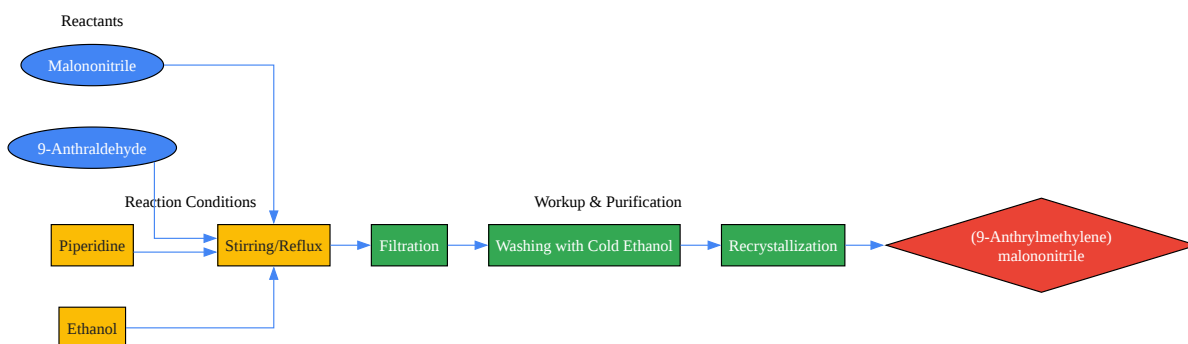 Reactants
Malononitrile
9-Anthraldehyde
Reaction Conditions
Workup & Purification
Piperidine
Stirring/Reflux
Filtration
Washing with Cold Ethanol
Recrystallization
(9-Anthrylmethylene)
malononitrile
Ethanol